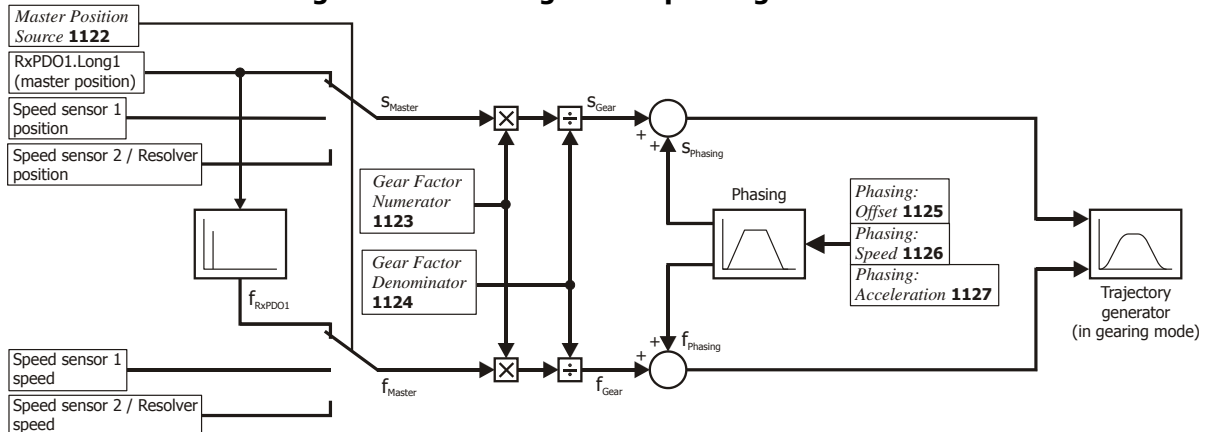 Master Position
Source 1122
RxPDO1.Long1
(master position)
Speed sensor 1
position
Speed sensor 2 / Resolver
position
sMaster
× ÷
sGear
+
+
sPhasing
Gear Factor
Numerator
1123
Gear Factor
Denominator
1124
Phasing
Phasing:
Offset 1125
Phasing:
Speed 1126
Phasing:
Acceleration 1127
Trajectory
generator
(in gearing mode)
fRxPDO1
Speed sensor 1
speed
Speed sensor 2 / Resolver
speed
fMaster
× ÷
fGear
+
+
fPhasing